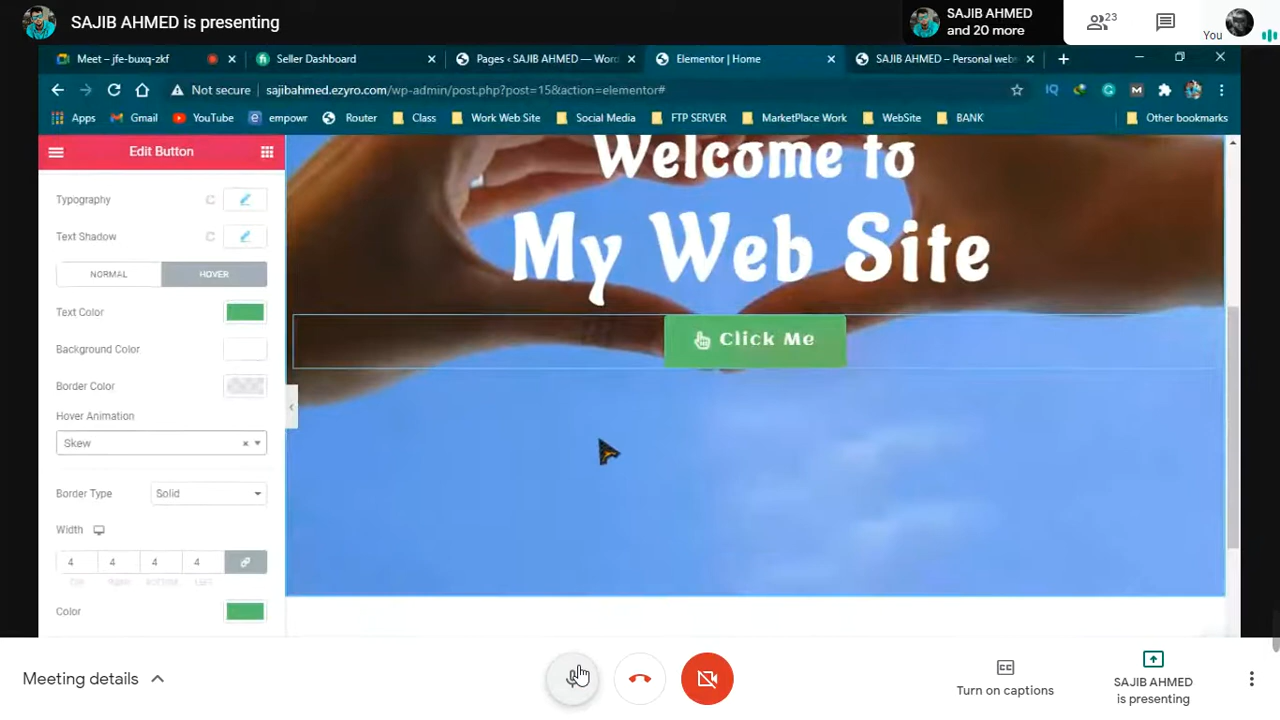 SAJIB AHMED is presenting
SAJIB AHMED
and 20 more
23
You
Meet – jfe-buxq-zkf
Seller Dashboard
Pages ‹ SAJIB AHMED — Wor
Elementor | Home
SAJIB AHMED – Personal web
Not secure
sajibahmed.ezyro.com/wp-admin/post.php?post=15&action=elementor#
Apps
Gmail
YouTube
empowr
Router
Class
Work Web Site
Social Media
FTP SERVER
MarketPlace Work
WebSite
BANK
Other bookmarks
Edit Button
Typography
Text Shadow
NORMAL
HOVER
Text Color
Background Color
Border Color
Hover Animation
Skew
Border Type
Solid
Width
4
4
4
4
TOP
RIGHT
BOTTOM
LEFT
Color
Welcome to
My Web Site
Click Me
Meeting details
Turn on captions
SAJIB AHMED
is presenting